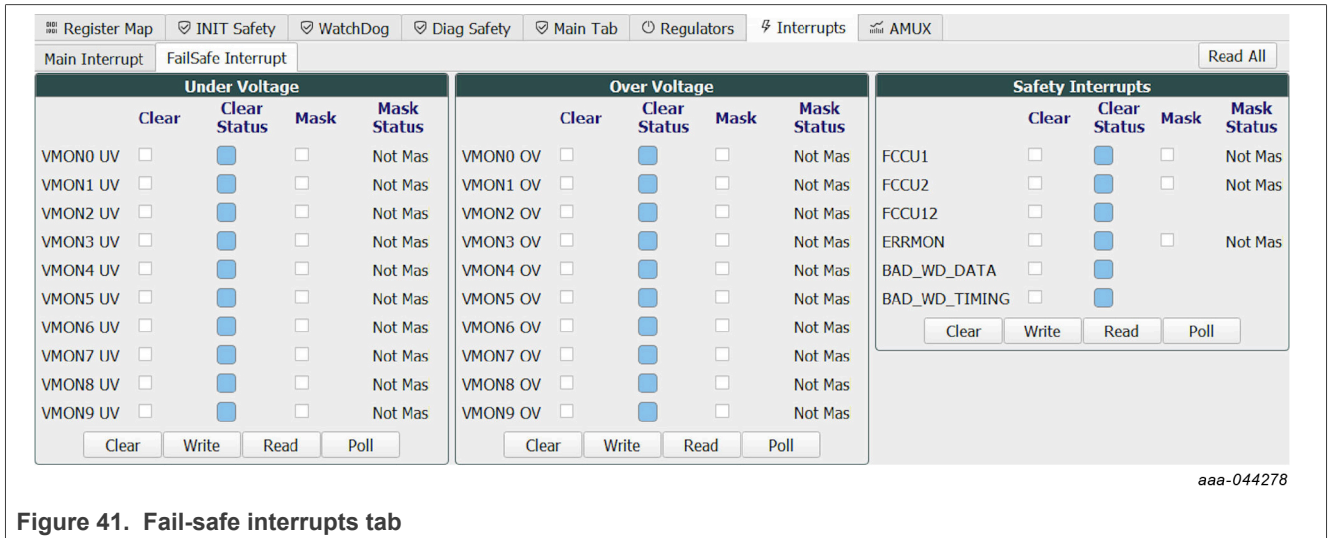 Register Map INIT Safety WatchDog Diag Safety Main Tab Regulators Interrupts AMUX
Main Interrupt FailSafe Interrupt Read All
Under Voltage
Clear Clear Status Mask Mask Status
VMON0 UV Not Mas
VMON1 UV Not Mas
VMON2 UV Not Mas
VMON3 UV Not Mas
VMON4 UV Not Mas
VMON5 UV Not Mas
VMON6 UV Not Mas
VMON7 UV Not Mas
VMON8 UV Not Mas
VMON9 UV Not Mas
Clear Write Read Poll
Over Voltage
Clear Clear Status Mask Mask Status
VMON0 OV Not Mas
VMON1 OV Not Mas
VMON2 OV Not Mas
VMON3 OV Not Mas
VMON4 OV Not Mas
VMON5 OV Not Mas
VMON6 OV Not Mas
VMON7 OV Not Mas
VMON8 OV Not Mas
VMON9 OV Not Mas
Clear Write Read Poll
Safety Interrupts
Clear Clear Status Mask Mask Status
FCCU1 Not Mas
FCCU2 Not Mas
FCCU12
ERRMON Not Mas
BAD_WD_DATA
BAD_WD_TIMING
Clear Write Read Poll
aaa-044278
Figure 41. Fail-safe interrupts tab